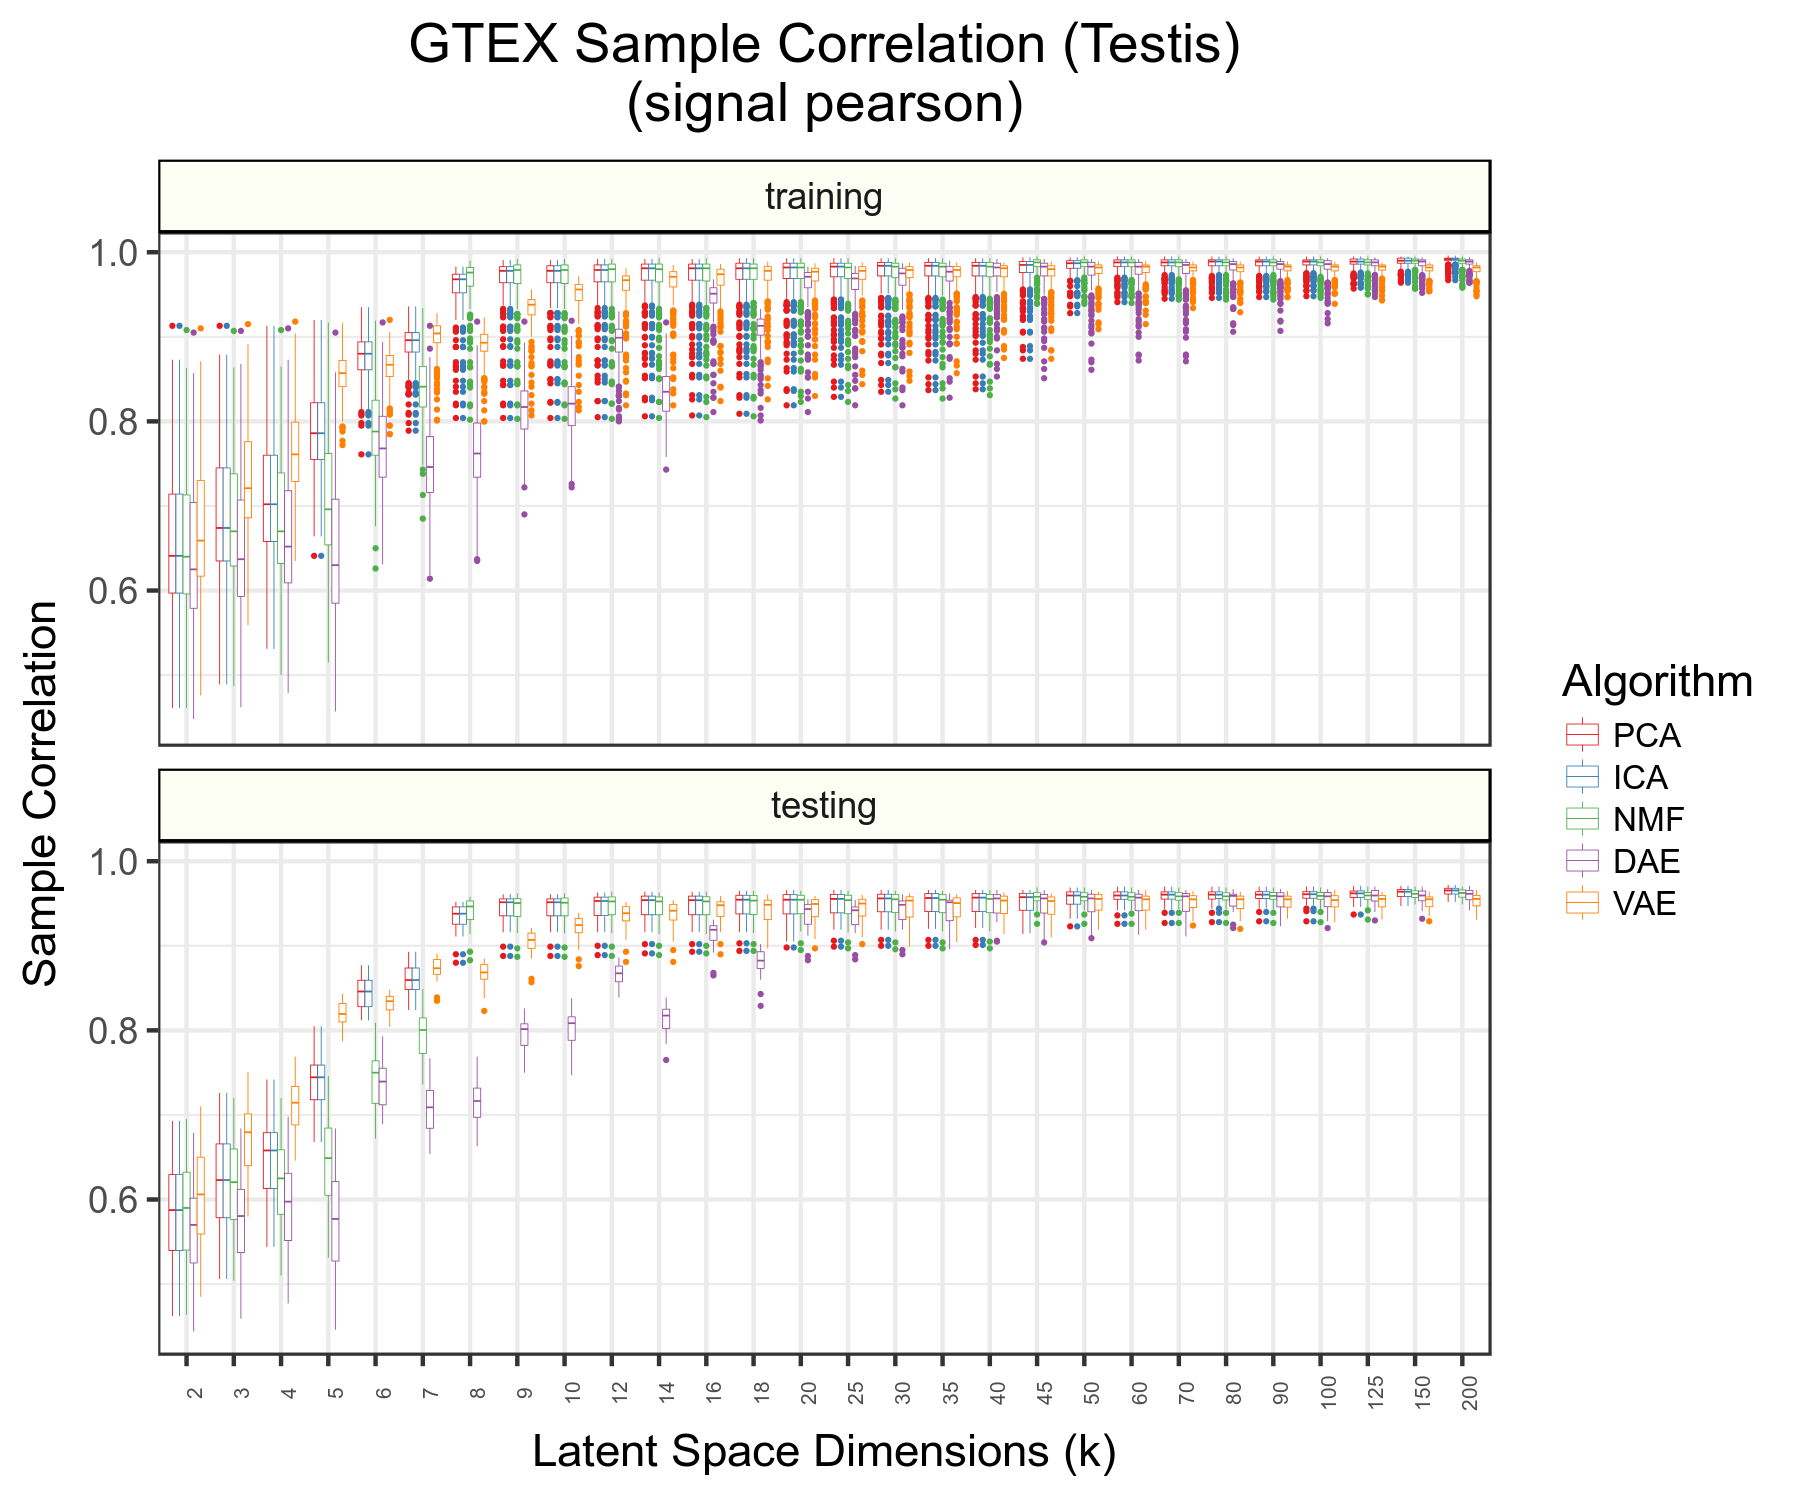 GTEX Sample Correlation (Testis)
(signal pearson)
training
1.0
0.8
0.6
testing
1.0
0.8
0.6
Sample Correlation
2 3 4 5 6 7 8 9 10 12 14 16 18 20 25 30 35 40 45 50 60 70 80 90 100 125 150 200
Latent Space Dimensions (k)
Algorithm
PCA
ICA
NMF
DAE
VAE